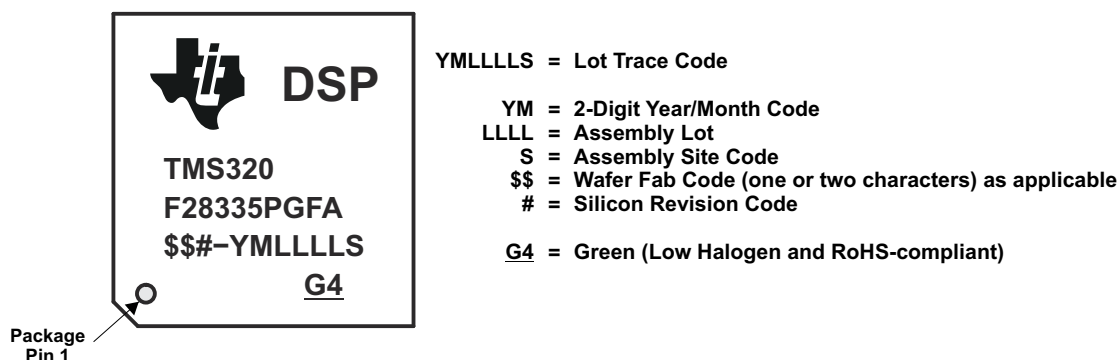 DSP
TMS320
F28335PGFA
$$#−YMLLLLS
G4
Package
Pin 1
YMLLLLS = Lot Trace Code
YM = 2-Digit Year/Month Code
LLLL = Assembly Lot
S = Assembly Site Code
$$ = Wafer Fab Code (one or two characters) as applicable
# = Silicon Revision Code
G4 = Green (Low Halogen and RoHS-compliant)